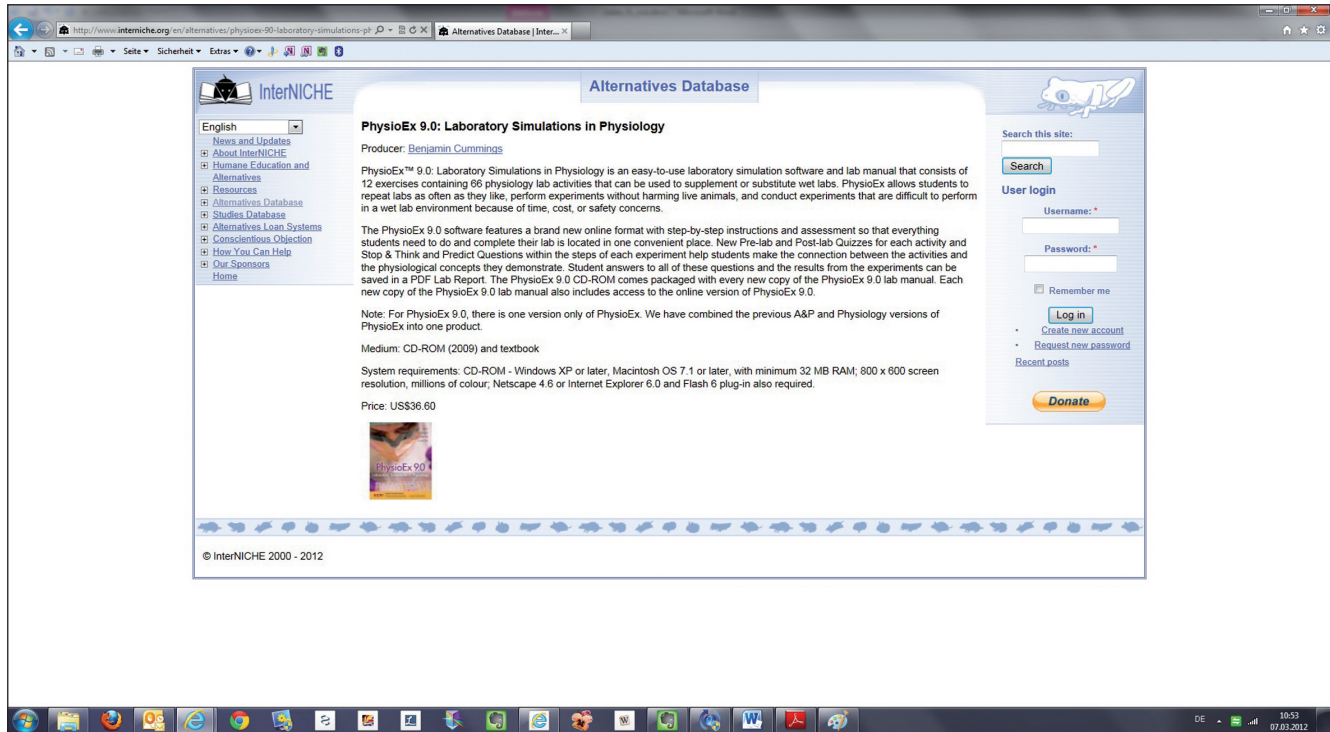 http://www.interniche.org/en/alternatives/physioex-90-laboratory-simulations-ph
Alternatives Database | Inter...
Seite
Sicherheit
Extras
InterNICHE
Alternatives Database
English
News and Updates
About InterNICHE
Humane Education and
Alternatives
Resources
Alternatives Database
Studies Database
Alternatives Loan Systems
Conscientious Objection
How You Can Help
Our Sponsors
Home
PhysioEx 9.0: Laboratory Simulations in Physiology
Producer: Benjamin Cummings
PhysioEx™ 9.0: Laboratory Simulations in Physiology is an easy-to-use laboratory simulation software and lab manual that consists of
12 exercises containing 66 physiology lab activities that can be used to supplement or substitute wet labs. PhysioEx allows students to
repeat labs as often as they like, perform experiments without harming live animals, and conduct experiments that are difficult to perform
in a wet lab environment because of time, cost, or safety concerns.
The PhysioEx 9.0 software features a brand new online format with step-by-step instructions and assessment so that everything
students need to do and complete their lab is located in one convenient place. New Pre-lab and Post-lab Quizzes for each activity and
Stop & Think and Predict Questions within the steps of each experiment help students make the connection between the activities and
the physiological concepts they demonstrate. Student answers to all of these questions and the results from the experiments can be
saved in a PDF Lab Report. The PhysioEx 9.0 CD-ROM comes packaged with every new copy of the PhysioEx 9.0 lab manual. Each
new copy of the PhysioEx 9.0 lab manual also includes access to the online version of PhysioEx 9.0.
Note: For PhysioEx 9.0, there is one version only of PhysioEx. We have combined the previous A&P and Physiology versions of
PhysioEx into one product.
Medium: CD-ROM (2009) and textbook
System requirements: CD-ROM - Windows XP or later, Macintosh OS 7.1 or later, with minimum 32 MB RAM; 800 x 600 screen
resolution, millions of colour; Netscape 4.6 or Internet Explorer 6.0 and Flash 6 plug-in also required.
Price: US$36.60
PhysioEx 9.0
Search this site:
Search
User login
Username: *
Password: *
Remember me
Log in
Create new account
Request new password
Recent posts
Donate
© InterNICHE 2000 - 2012
DE
10:53
07.03.2012